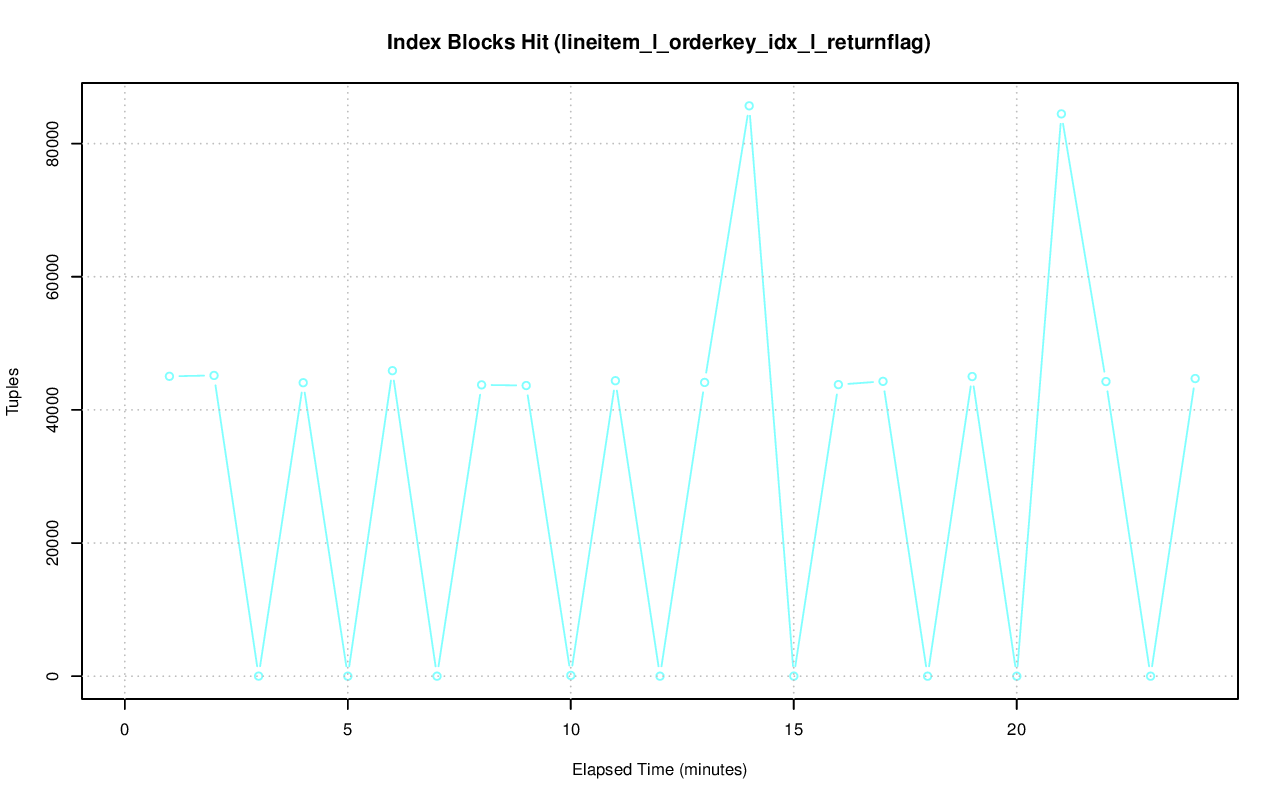 Index Blocks Hit (lineitem_l_orderkey_idx_l_returnflag)
Tuples
80000
60000
40000
20000
0
0 5 10 15 20
Elapsed Time (minutes)